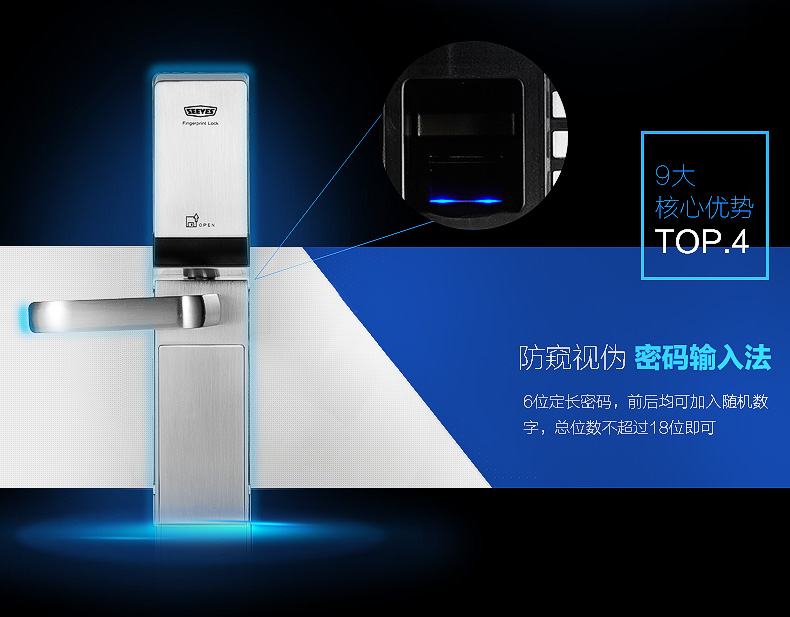 SEEYES
Fingerprint Lock
OPEN
9大
核心优势
TOP.4
防窥视伪 密码输入法
6位定长密码，前后均可加入随机数
字，总位数不超过18位即可